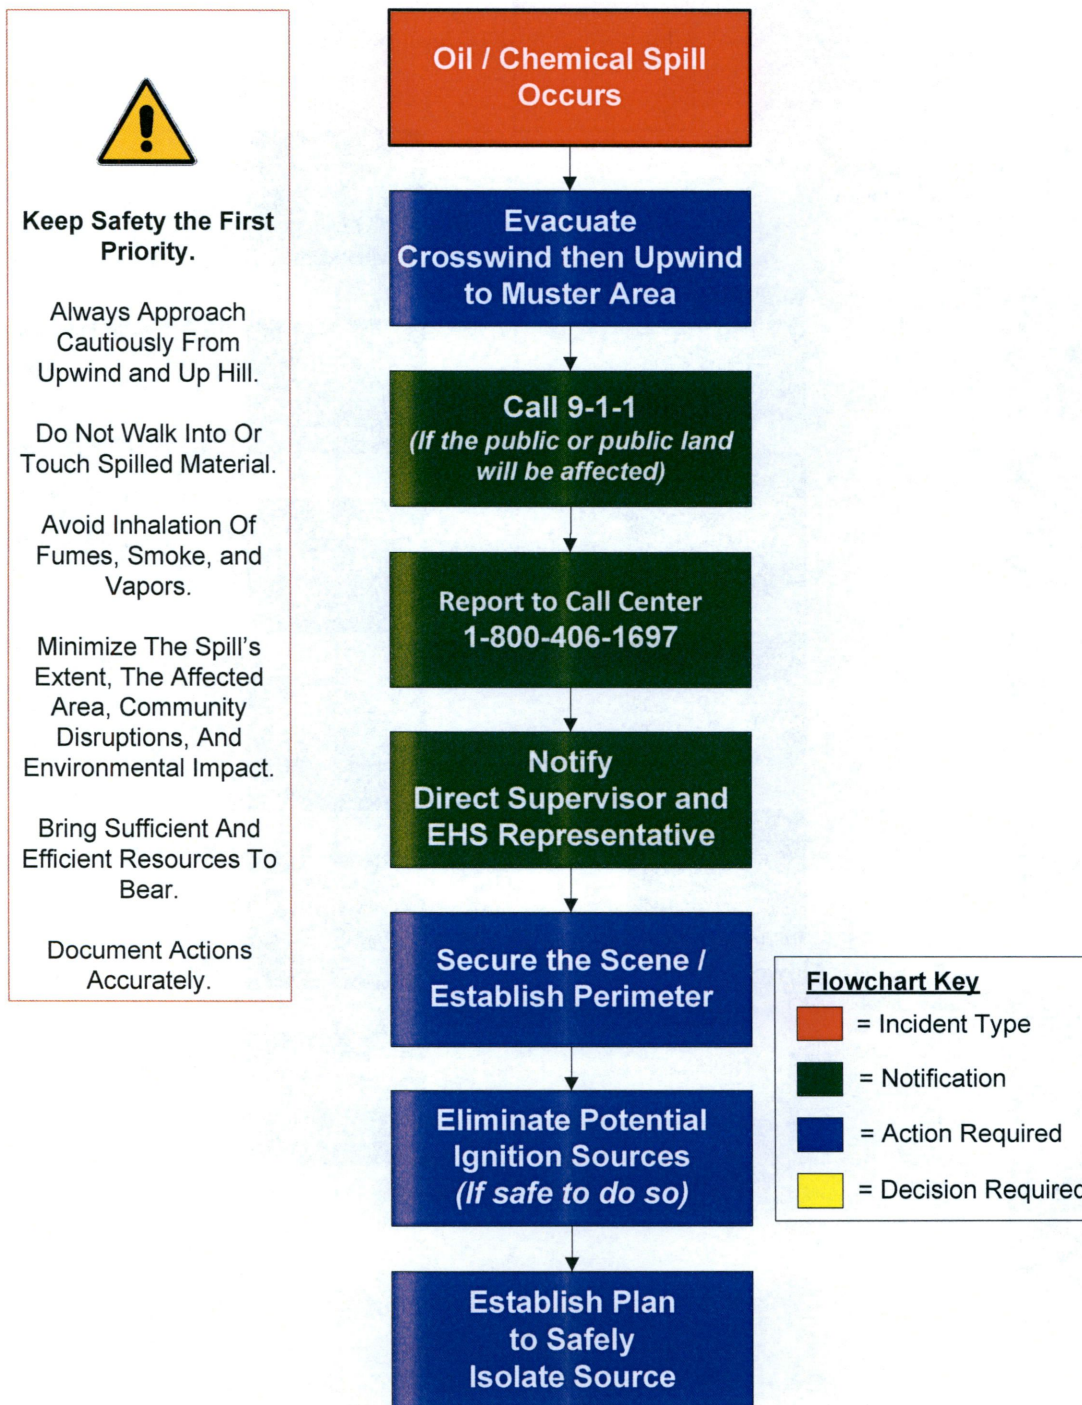 Keep Safety the First
Priority.
Always Approach
Cautiously From
Upwind and Up Hill.
Do Not Walk Into Or
Touch Spilled Material.
Avoid Inhalation Of
Fumes, Smoke, and
Vapors.
Minimize The Spill's
Extent, The Affected
Area, Community
Disruptions, And
Environmental Impact.
Bring Sufficient And
Efficient Resources To
Bear.
Document Actions
Accurately.
Oil / Chemical Spill
Occurs
Evacuate
Crosswind then Upwind
to Muster Area
Call 9-1-1
(If the public or public land
will be affected)
Report to Call Center
1-800-406-1697
Notify
Direct Supervisor and
EHS Representative
Secure the Scene /
Establish Perimeter
Eliminate Potential
Ignition Sources
(If safe to do so)
Establish Plan
to Safely
Isolate Source
Flowchart Key
= Incident Type
= Notification
= Action Required
= Decision Required